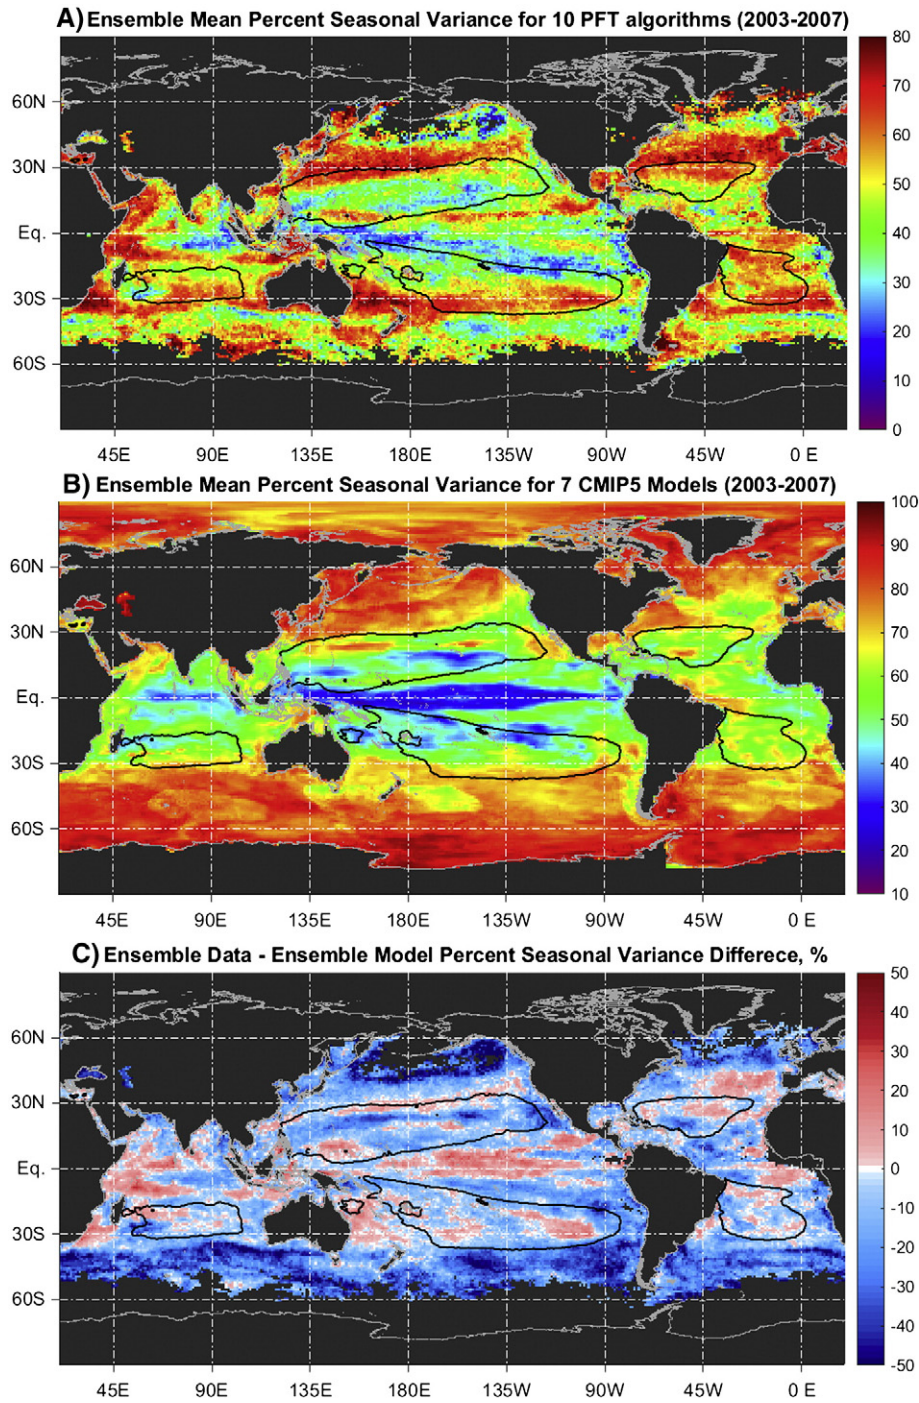 A) Ensemble Mean Percent Seasonal Variance for 10 PFT algorithms (2003-2007)
80
70
60N
60
30N
50
Eq.
40
30
30S
20
60S
10
0
45E 90E 135E 180E 135W 90W 45W 0 E
B) Ensemble Mean Percent Seasonal Variance for 7 CMIP5 Models (2003-2007)
100
90
60N
80
30N
70
60
Eq.
50
30S
40
30
60S
20
10
45E 90E 135E 180E 135W 90W 45W 0 E
C) Ensemble Data - Ensemble Model Percent Seasonal Variance Differece, %
50
40
60N
30
30N
20
10
Eq.
0
-10
30S
-20
-30
60S
-40
-50
45E 90E 135E 180E 135W 90W 45W 0 E